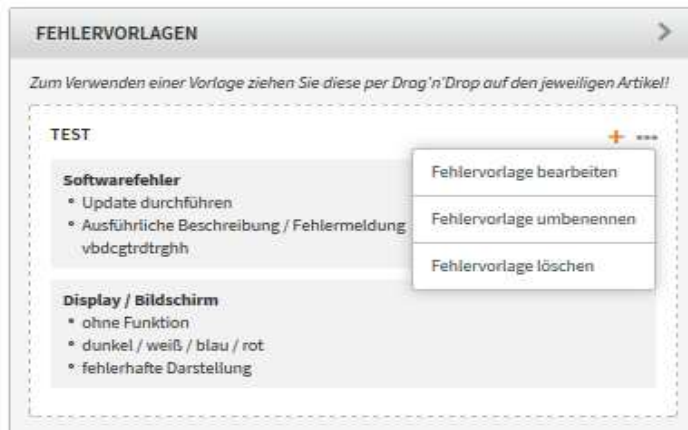 FEHLERVORLAGEN
Zum Verwenden einer Vorlage ziehen Sie diese per Drag'n'Drop auf den jeweiligen Artikel!
TEST
Fehlervorlage bearbeiten
Fehlervorlage umbenennen
Fehlervorlage löschen
Softwarefehler
• Update durchführen
• Ausführliche Beschreibung / Fehlermeldung
vbdcgtrdtrghh
Display / Bildschirm
• ohne Funktion
• dunkel / weiß / blau / rot
• fehlerhafte Darstellung